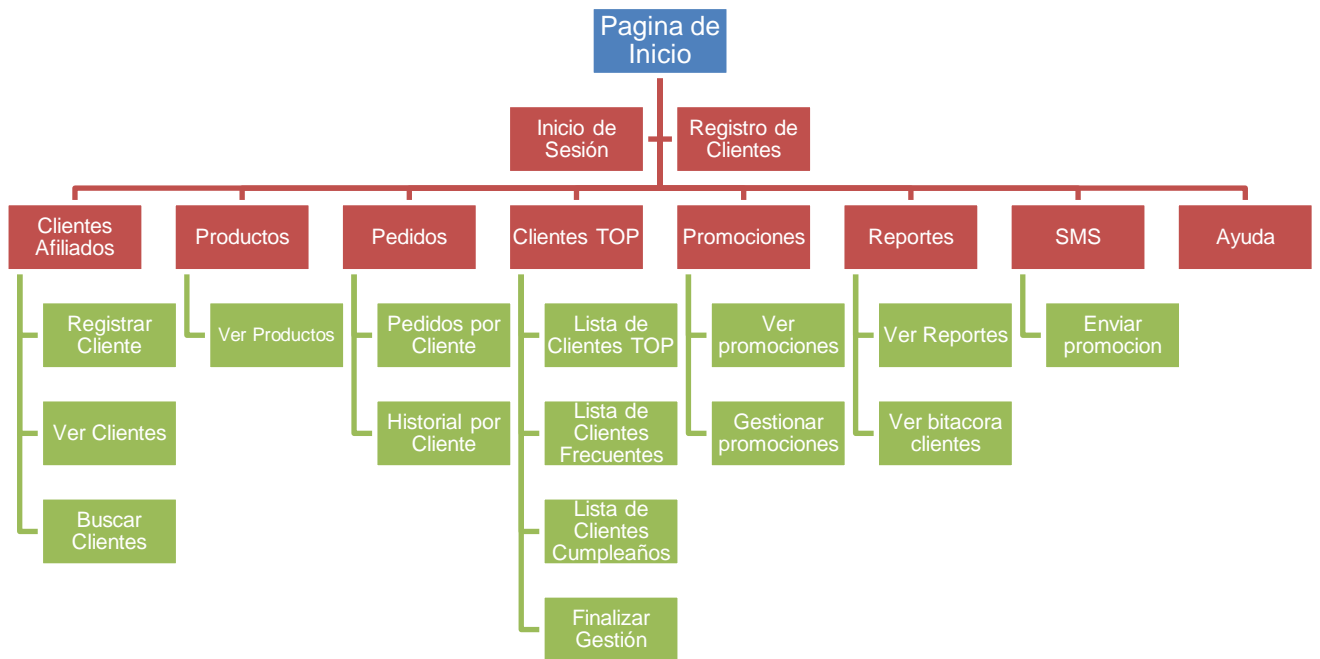 Pagina de
Inicio
Inicio de
Sesión
Registro de
Clientes
Clientes
Afiliados
Productos
Pedidos
Clientes TOP
Promociones
Reportes
SMS
Ayuda
Registrar
Cliente
Ver Productos
Pedidos por
Cliente
Lista de
Clientes TOP
Ver
promociones
Ver Reportes
Enviar
promocion
Ver Clientes
Historial por
Cliente
Lista de
Clientes
Frecuentes
Gestionar
promociones
Ver bitacora
clientes
Buscar
Clientes
Lista de
Clientes
Cumpleaños
Finalizar
Gestión